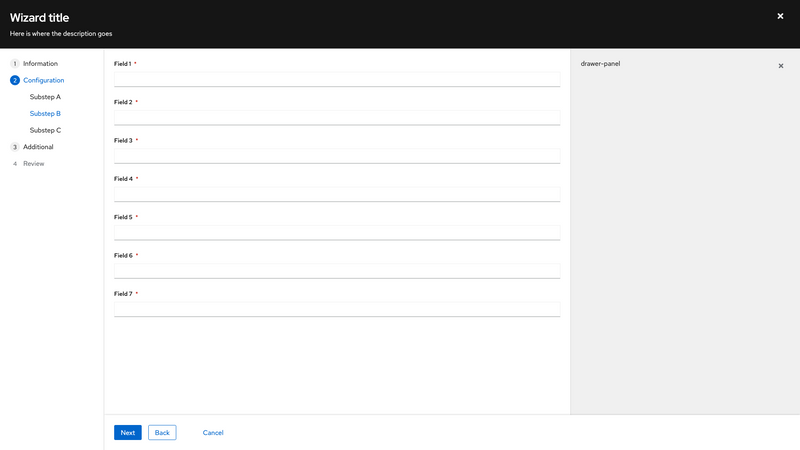 Wizard title
Here is where the description goes
1 Information
2 Configuration
Substep A
Substep B
Substep C
3 Additional
4 Review
Field 1 *
Field 2 *
Field 3 *
Field 4 *
Field 5 *
Field 6 *
Field 7 *
drawer-panel
Next
Back
Cancel